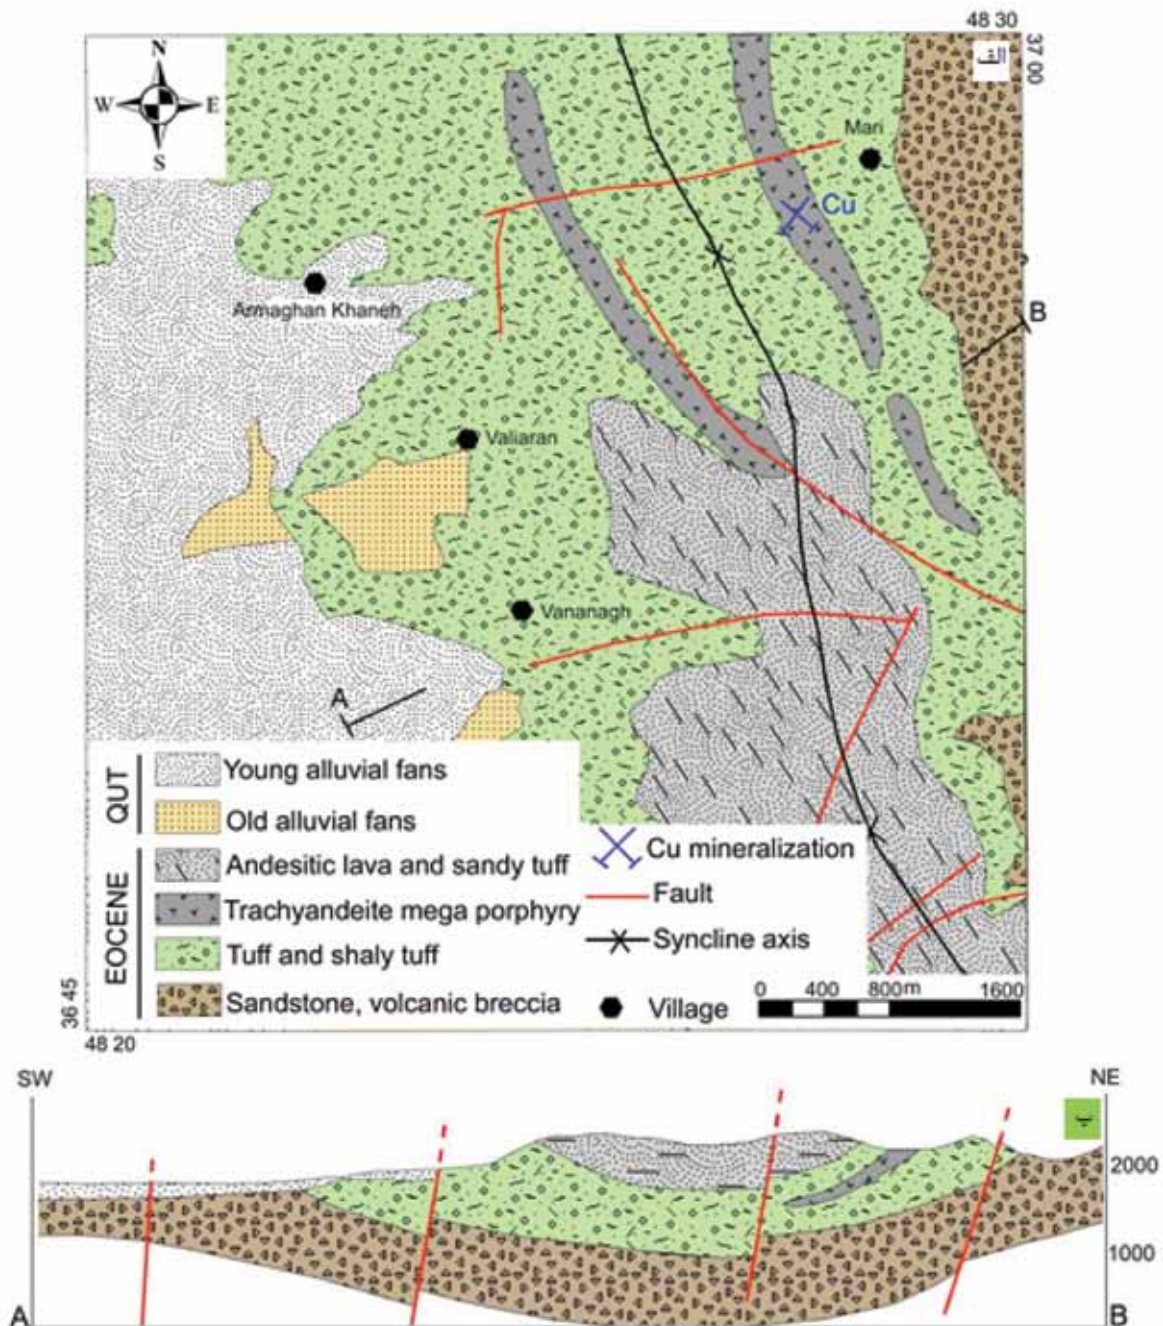 48 30
N
W E
S
37 00
الف
Mari
Cu
Armaghan Khaneh
B
Valiaran
Vananagh
A
QUT
Young alluvial fans
Old alluvial fans
EOCENE
Andesitic lava and sandy tuff
Trachyandeite mega porphyry
Tuff and shaly tuff
Sandstone, volcanic breccia
Cu mineralization
Fault
Syncline axis
Village
0 400 800m 1600
36 45
48 20
SW NE
ب
2000
1000
A B